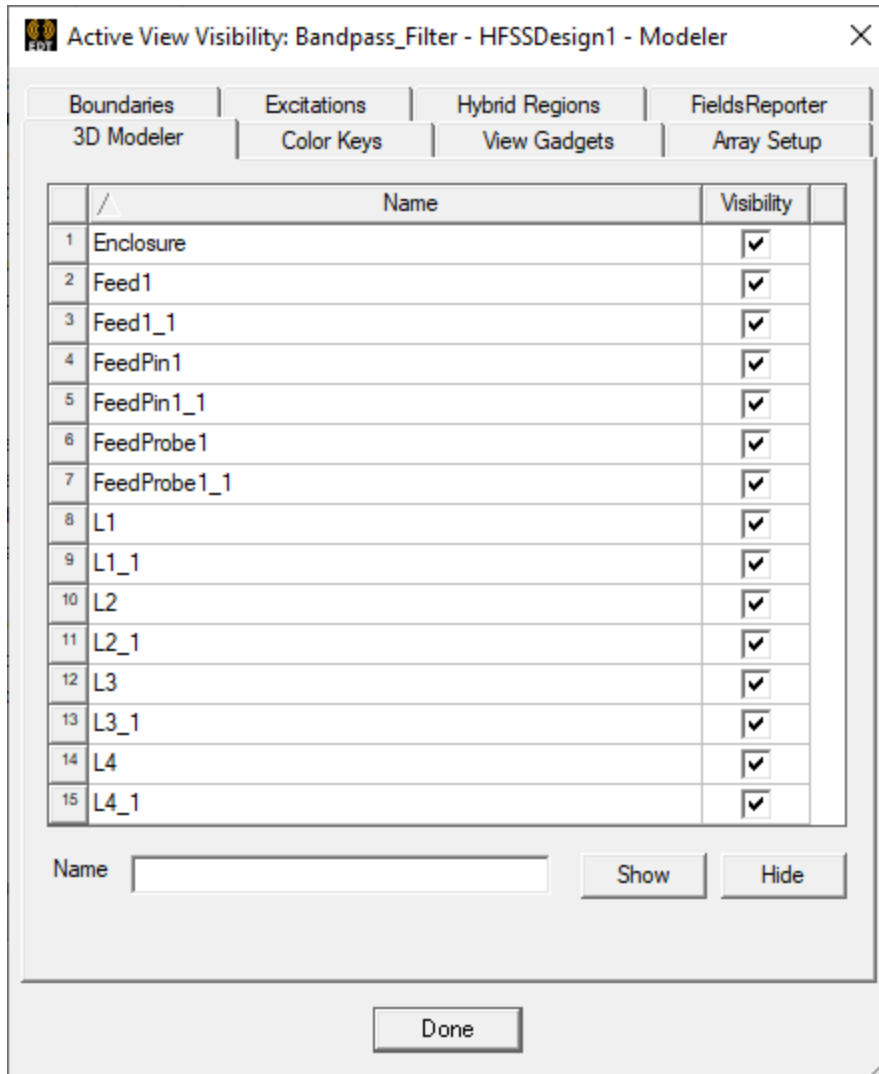 EDT Active View Visibility: Bandpass_Filter - HFSSDesign1 - Modeler
Boundaries Excitations Hybrid Regions FieldsReporter
3D Modeler Color Keys View Gadgets Array Setup
Name Visibility
1 Enclosure
2 Feed1
3 Feed1_1
4 FeedPin1
5 FeedPin1_1
6 FeedProbe1
7 FeedProbe1_1
8 L1
9 L1_1
10 L2
11 L2_1
12 L3
13 L3_1
14 L4
15 L4_1
Name Show Hide
Done